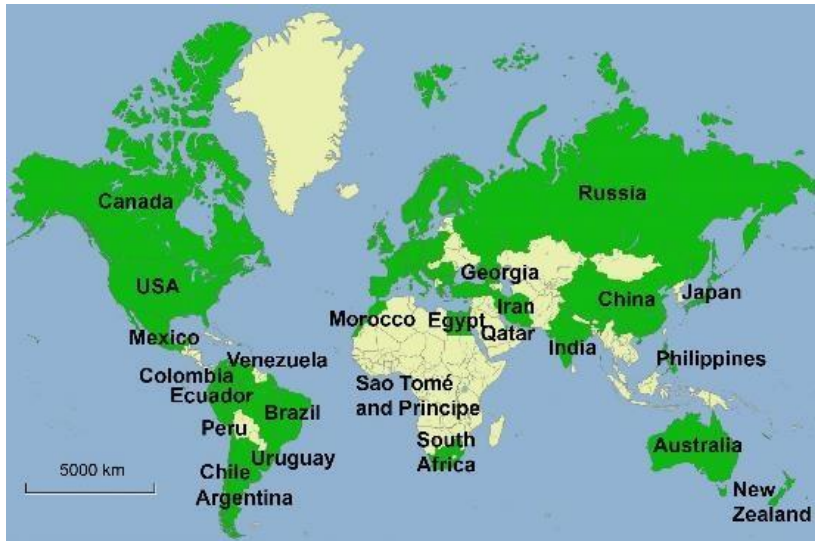 Canada
Russia
USA
Georgia
Iran
China
Japan
Morocco
Egypt
Qatar
Mexico
India
Philippines
Venezuela
Colombia
Ecuador
Sao Tomé
and Principe
Brazil
Peru
South
Africa
Australia
Uruguay
5000 km
Chile
Argentina
New
Zealand